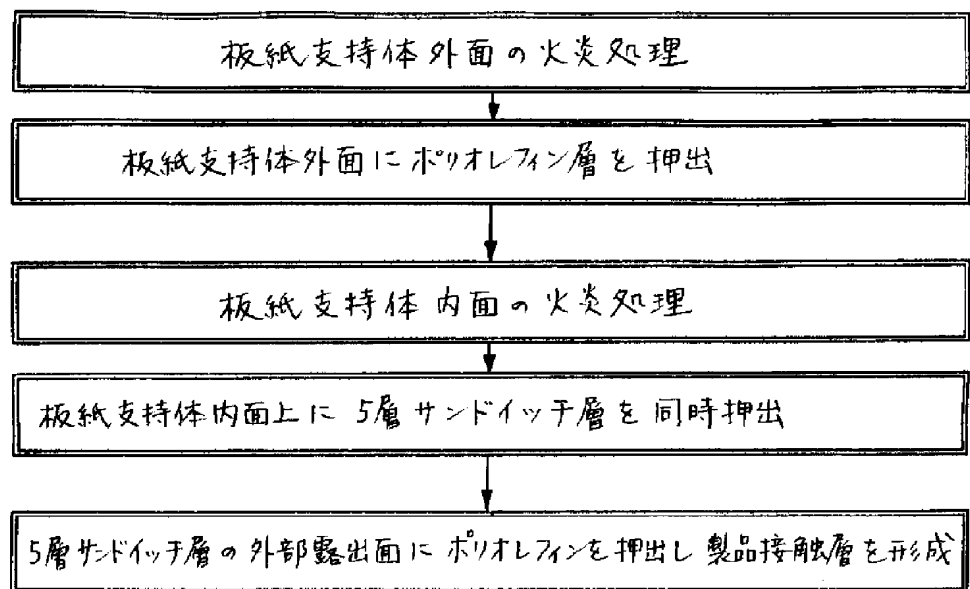 板紙支持体外面の火炎処理
板紙支持体外面にポリオレフィン層を押出
板紙支持体内面の火炎処理
板紙支持体内面上に5層サンドイッチ層を同時押出
5層サンドイッチ層の外部露出面にポリオレフィンを押出し製品接触層を形成